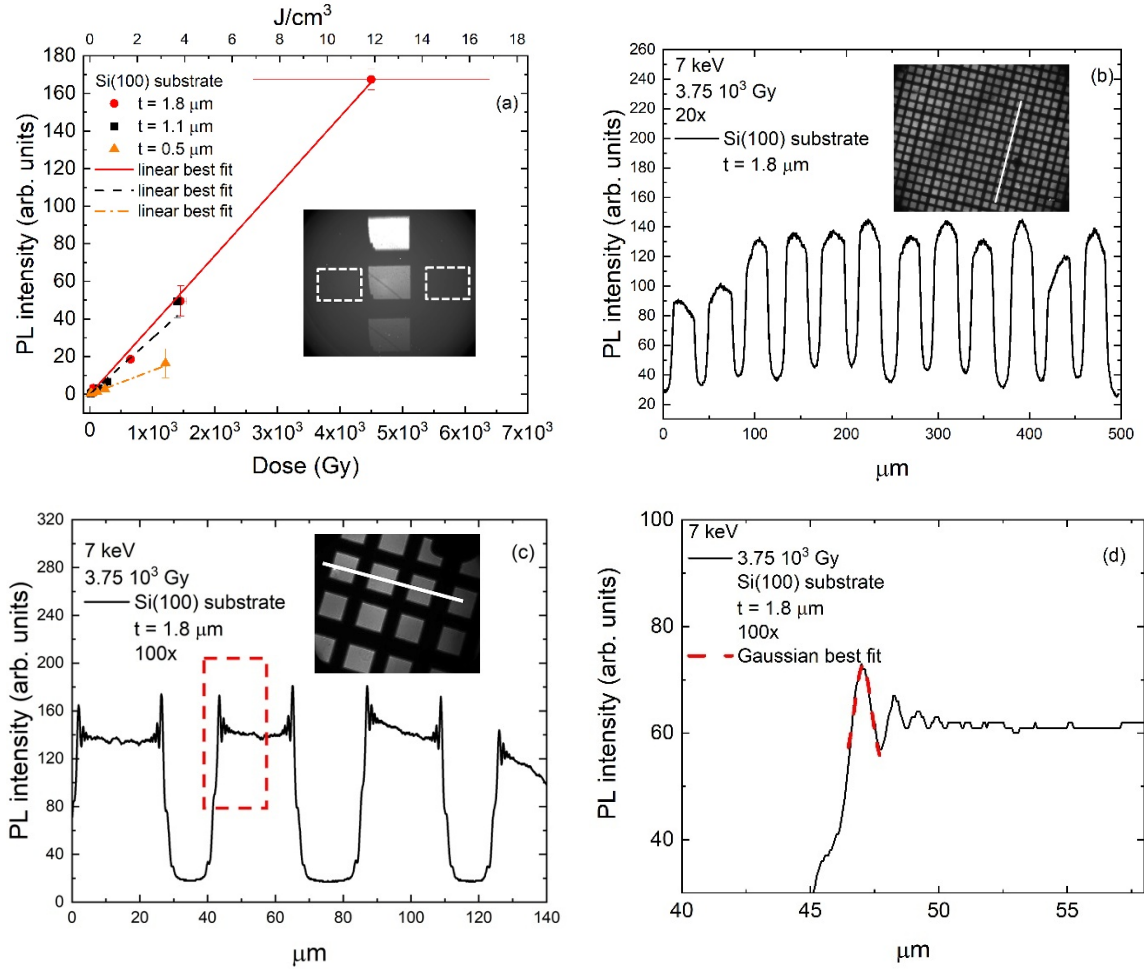 J/cm³
0 2 4 6 8 10 12 14 16 18
180
160
140
120
100
80
60
40
20
0
PL intensity (arb. units)
Si(100) substrate
t = 1.8 μm
t = 1.1 μm
t = 0.5 μm
linear best fit
linear best fit
linear best fit
(a)
0 1x10³ 2x10³ 3x10³ 4x10³ 5x10³ 6x10³ 7x10³
Dose (Gy)
260
240
220
200
180
160
140
120
100
80
60
40
20
PL intensity (arb. units)
7 keV
3.75 10³ Gy
20x
Si(100) substrate
t = 1.8 μm
(b)
0 100 200 300 400 500
μm
320
280
240
200
160
120
80
40
0
PL intensity (arb. units)
7 keV
3.75 10³ Gy
Si(100) substrate
t = 1.8 μm
100x
(c)
0 20 40 60 80 100 120 140
μm
100
80
60
40
PL intensity (arb. units)
7 keV
3.75 10³ Gy
Si(100) substrate
t = 1.8 μm
100x
Gaussian best fit
(d)
40 45 50 55
μm